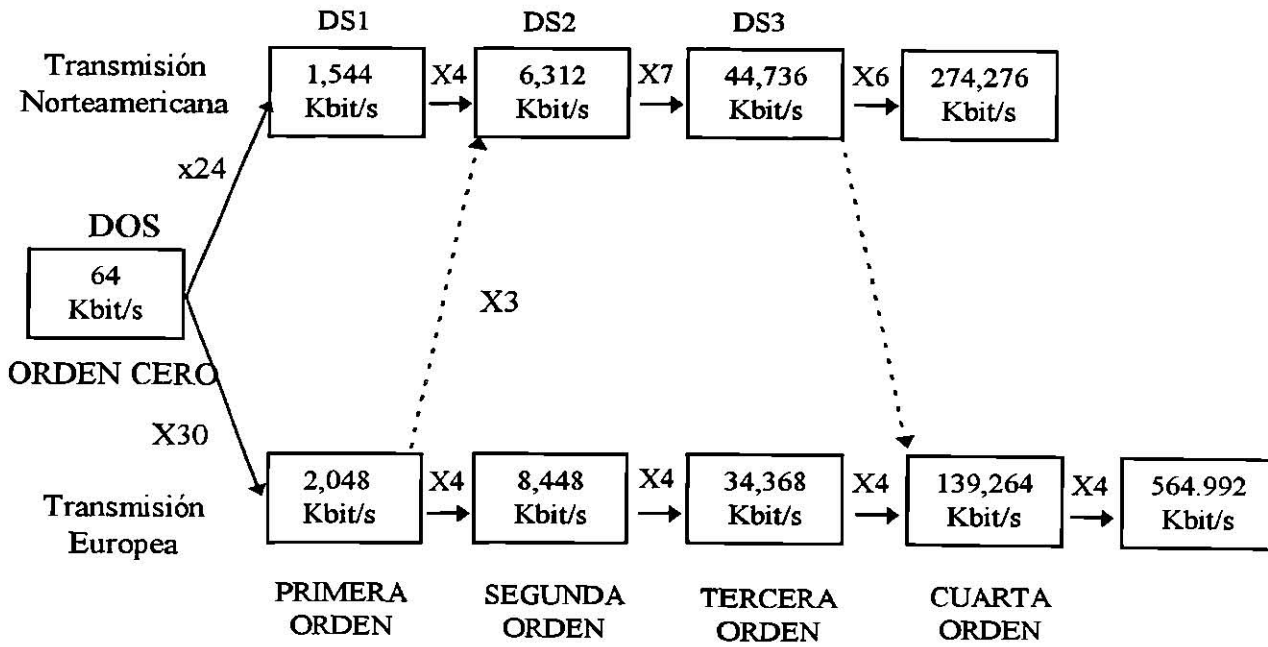 DS1
DS2
DS3
Transmisión
Norteamericana
1,544
Kbit/s
X4
6,312
Kbit/s
X7
44,736
Kbit/s
X6
274,276
Kbit/s
x24
DOS
64
Kbit/s
ORDEN CERO
X3
X30
Transmisión
Europea
2,048
Kbit/s
X4
8,448
Kbit/s
X4
34,368
Kbit/s
X4
139,264
Kbit/s
X4
564.992
Kbit/s
PRIMERA
ORDEN
SEGUNDA
ORDEN
TERCERA
ORDEN
CUARTA
ORDEN